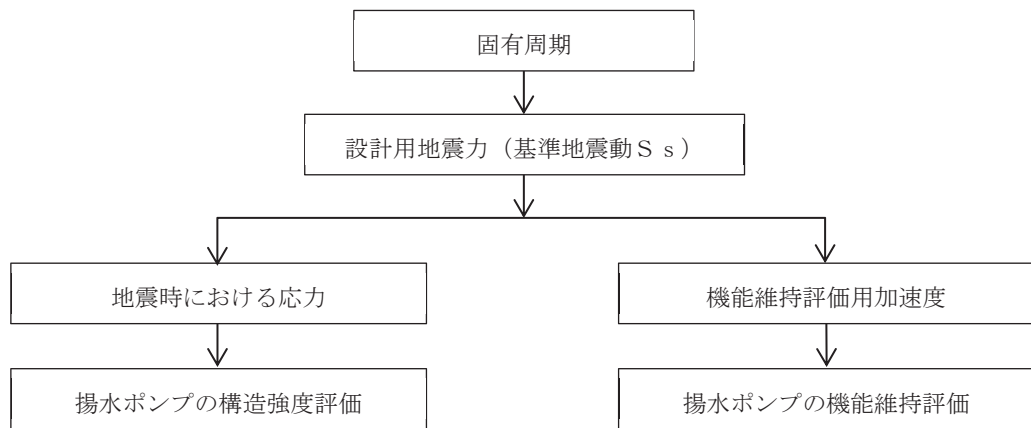 固有周期
設計用地震力（基準地震動Ｓｓ）
地震時における応力
機能維持評価用加速度
揚水ポンプの構造強度評価
揚水ポンプの機能維持評価